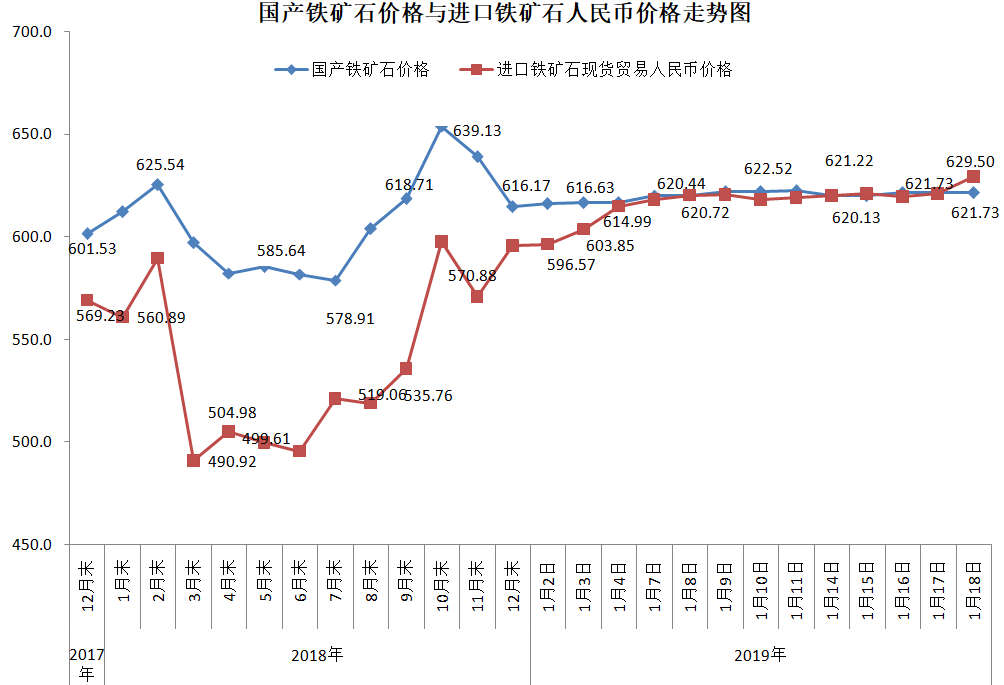 国产铁矿石价格与进口铁矿石人民币价格走势图
国产铁矿石价格
进口铁矿石现货贸易人民币价格
700.0
650.0
600.0
550.0
500.0
450.0
601.53
625.54
585.64
578.91
618.71
639.13
616.17
616.63
620.44
622.52
621.22
620.13
621.73
621.73
569.23
560.89
490.92
504.98
499.61
519.06
535.76
570.88
596.57
603.85
614.99
620.72
629.50
12月末
1月末
2月末
3月末
4月末
5月末
6月末
7月末
8月末
9月末
10月末
11月末
12月末
1月2日
1月3日
1月4日
1月7日
1月8日
1月9日
1月10日
1月11日
1月14日
1月15日
1月16日
1月17日
1月18日
2017
年
2018年
2019年